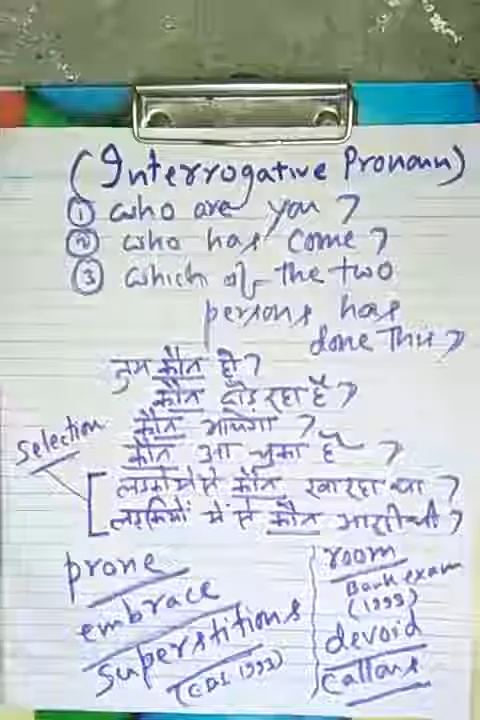 (Interrogative Pronoun)
① who are you ?
② who has come ?
③ which of the two
persons has
done this ?
तुम कौन हो ?
कौन दौड़ रहा है ?
कौन आयेगा ?
कौन आ चुका है ?
selection
लड़कों में से कौन खा रहा था ?
लड़कियों में से कौन आ रही थी ?
prone
embrace
superstitions
(CDS 1993)
room
Bank exam
(1993)
devoid
callous